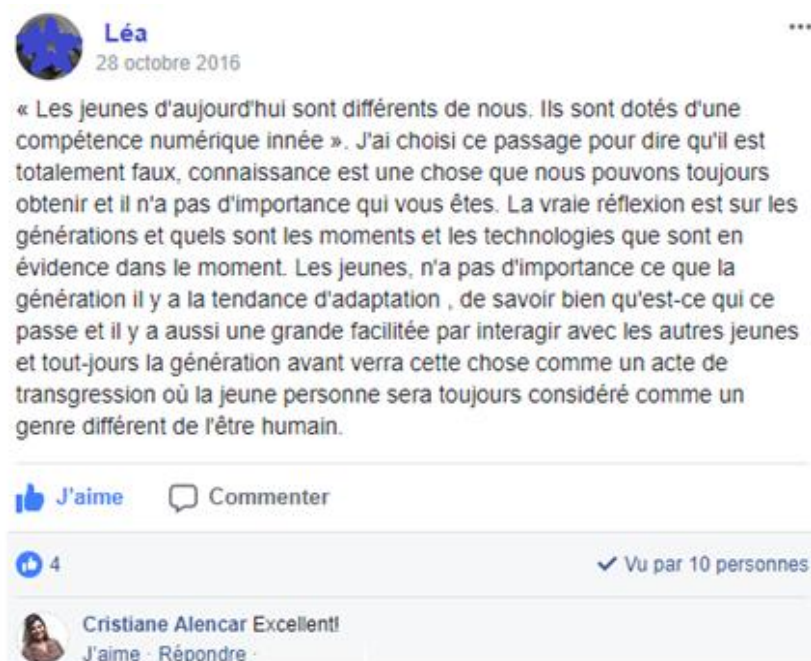 Léa
28 octobre 2016
« Les jeunes d'aujourd'hui sont différents de nous. Ils sont dotés d'une
compétence numérique innée ». J'ai choisi ce passage pour dire qu'il est
totalement faux, connaissance est une chose que nous pouvons toujours
obtenir et il n'a pas d'importance qui vous êtes. La vraie réflexion est sur les
générations et quels sont les moments et les technologies que sont en
évidence dans le moment. Les jeunes, n'a pas d'importance ce que la
génération il y a la tendance d'adaptation , de savoir bien qu'est-ce qui ce
passe et il y a aussi une grande facilitée par interagir avec les autres jeunes
et tout-jours la génération avant verra cette chose comme un acte de
transgression où la jeune personne sera toujours considéré comme un
genre différent de l'être humain.
J'aime Commenter
4 Vu par 10 personnes
Cristiane Alencar Excellent!
J'aime · Répondre ·